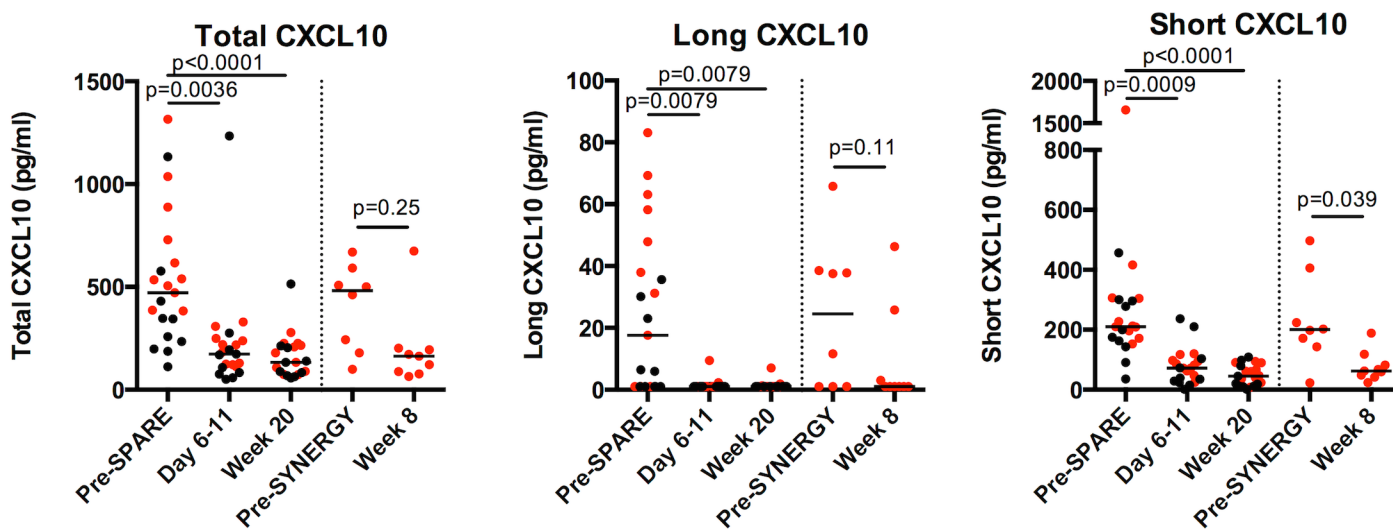 Total CXCL10
Total CXCL10 (pg/ml)
1500
1000
500
0
p<0.0001
p=0.0036
p=0.25
Pre-SPARE
Day 6-11
Week 20
Pre-SYNERGY
Week 8
Long CXCL10
Long CXCL10 (pg/ml)
100
80
60
40
20
0
p=0.0079
p=0.0079
p=0.11
Pre-SPARE
Day 6-11
Week 20
Pre-SYNERGY
Week 8
Short CXCL10
Short CXCL10 (pg/ml)
2000
1500
800
600
400
200
0
p<0.0001
p=0.0009
p=0.039
Pre-SPARE
Day 6-11
Week 20
Pre-SYNERGY
Week 8